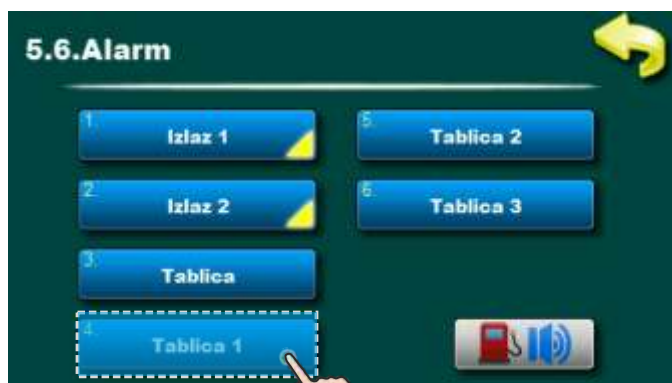 5.6.Alarm
1. Izlaz 1
2. Izlaz 2
3. Tablica
4. Tablica 1
5. Tablica 2
6. Tablica 3